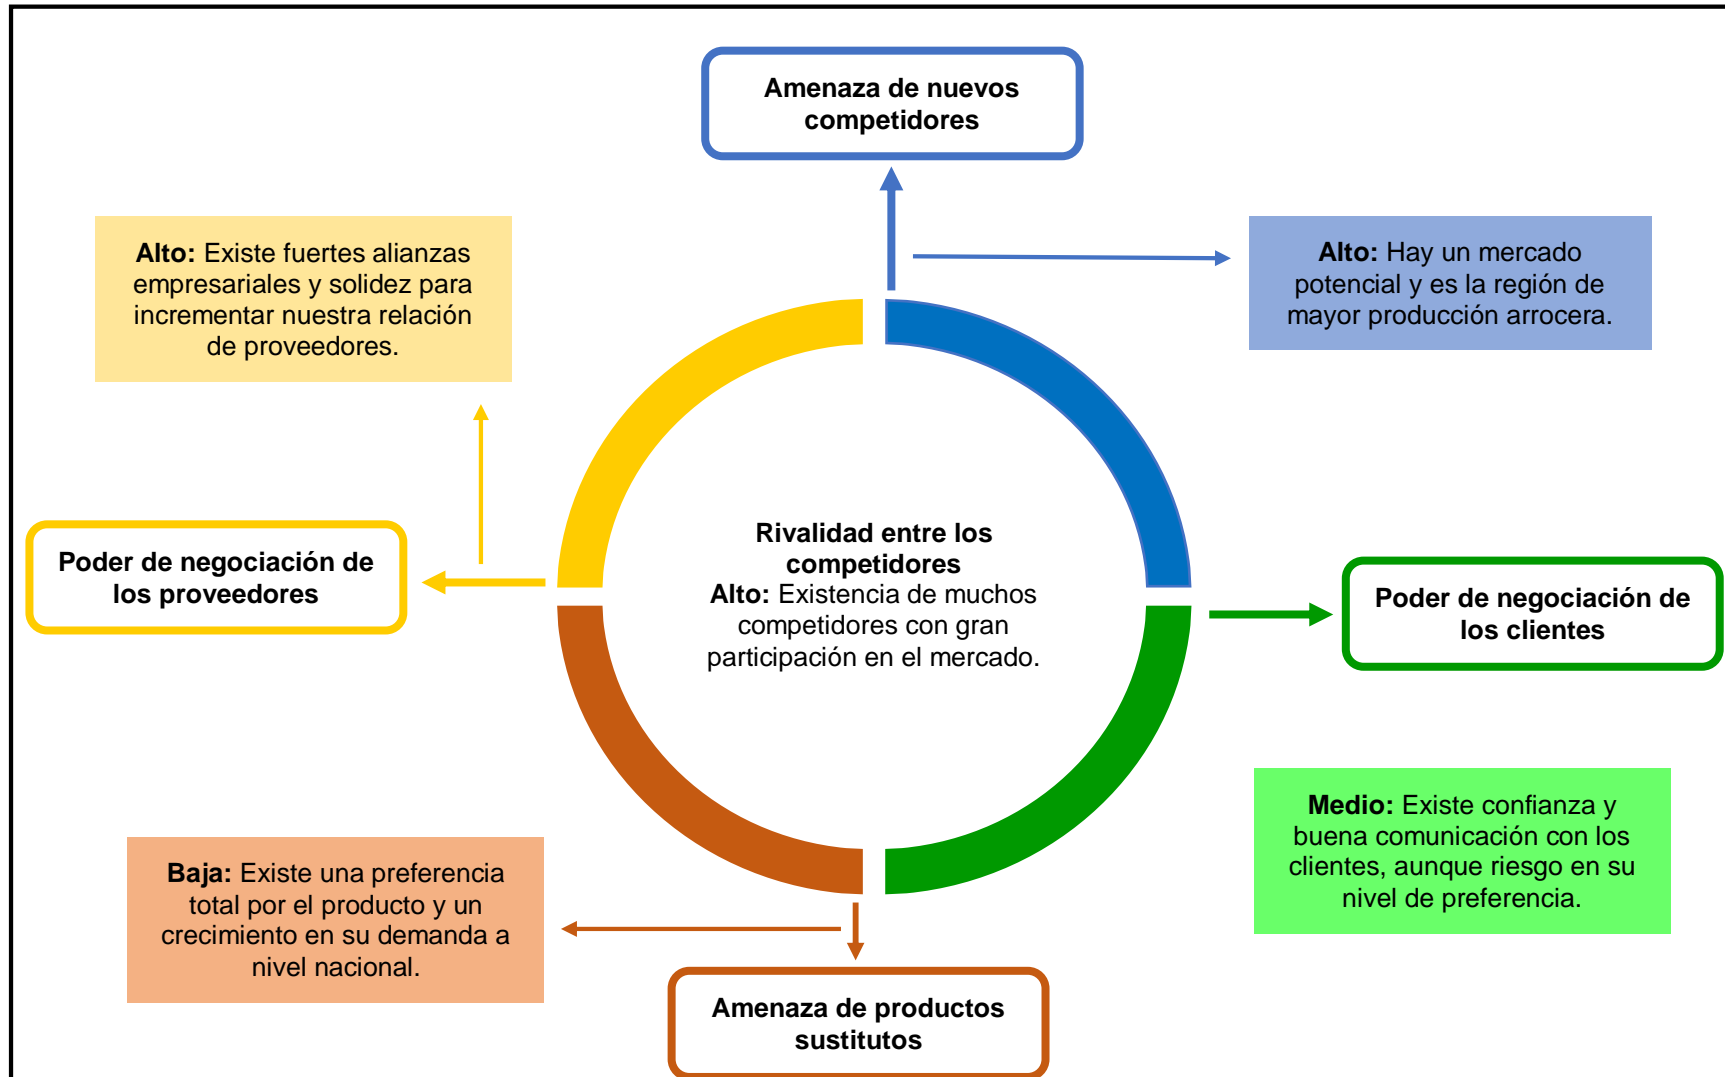 Amenaza de nuevos
competidores
Alto: Existe fuertes alianzas
empresariales y solidez para
incrementar nuestra relación
de proveedores.
Alto: Hay un mercado
potencial y es la región de
mayor producción arrocera.
Poder de negociación de
los proveedores
Rivalidad entre los
competidores
Alto: Existencia de muchos
competidores con gran
participación en el mercado.
Poder de negociación de
los clientes
Baja: Existe una preferencia
total por el producto y un
crecimiento en su demanda a
nivel nacional.
Medio: Existe confianza y
buena comunicación con los
clientes, aunque riesgo en su
nivel de preferencia.
Amenaza de productos
sustitutos